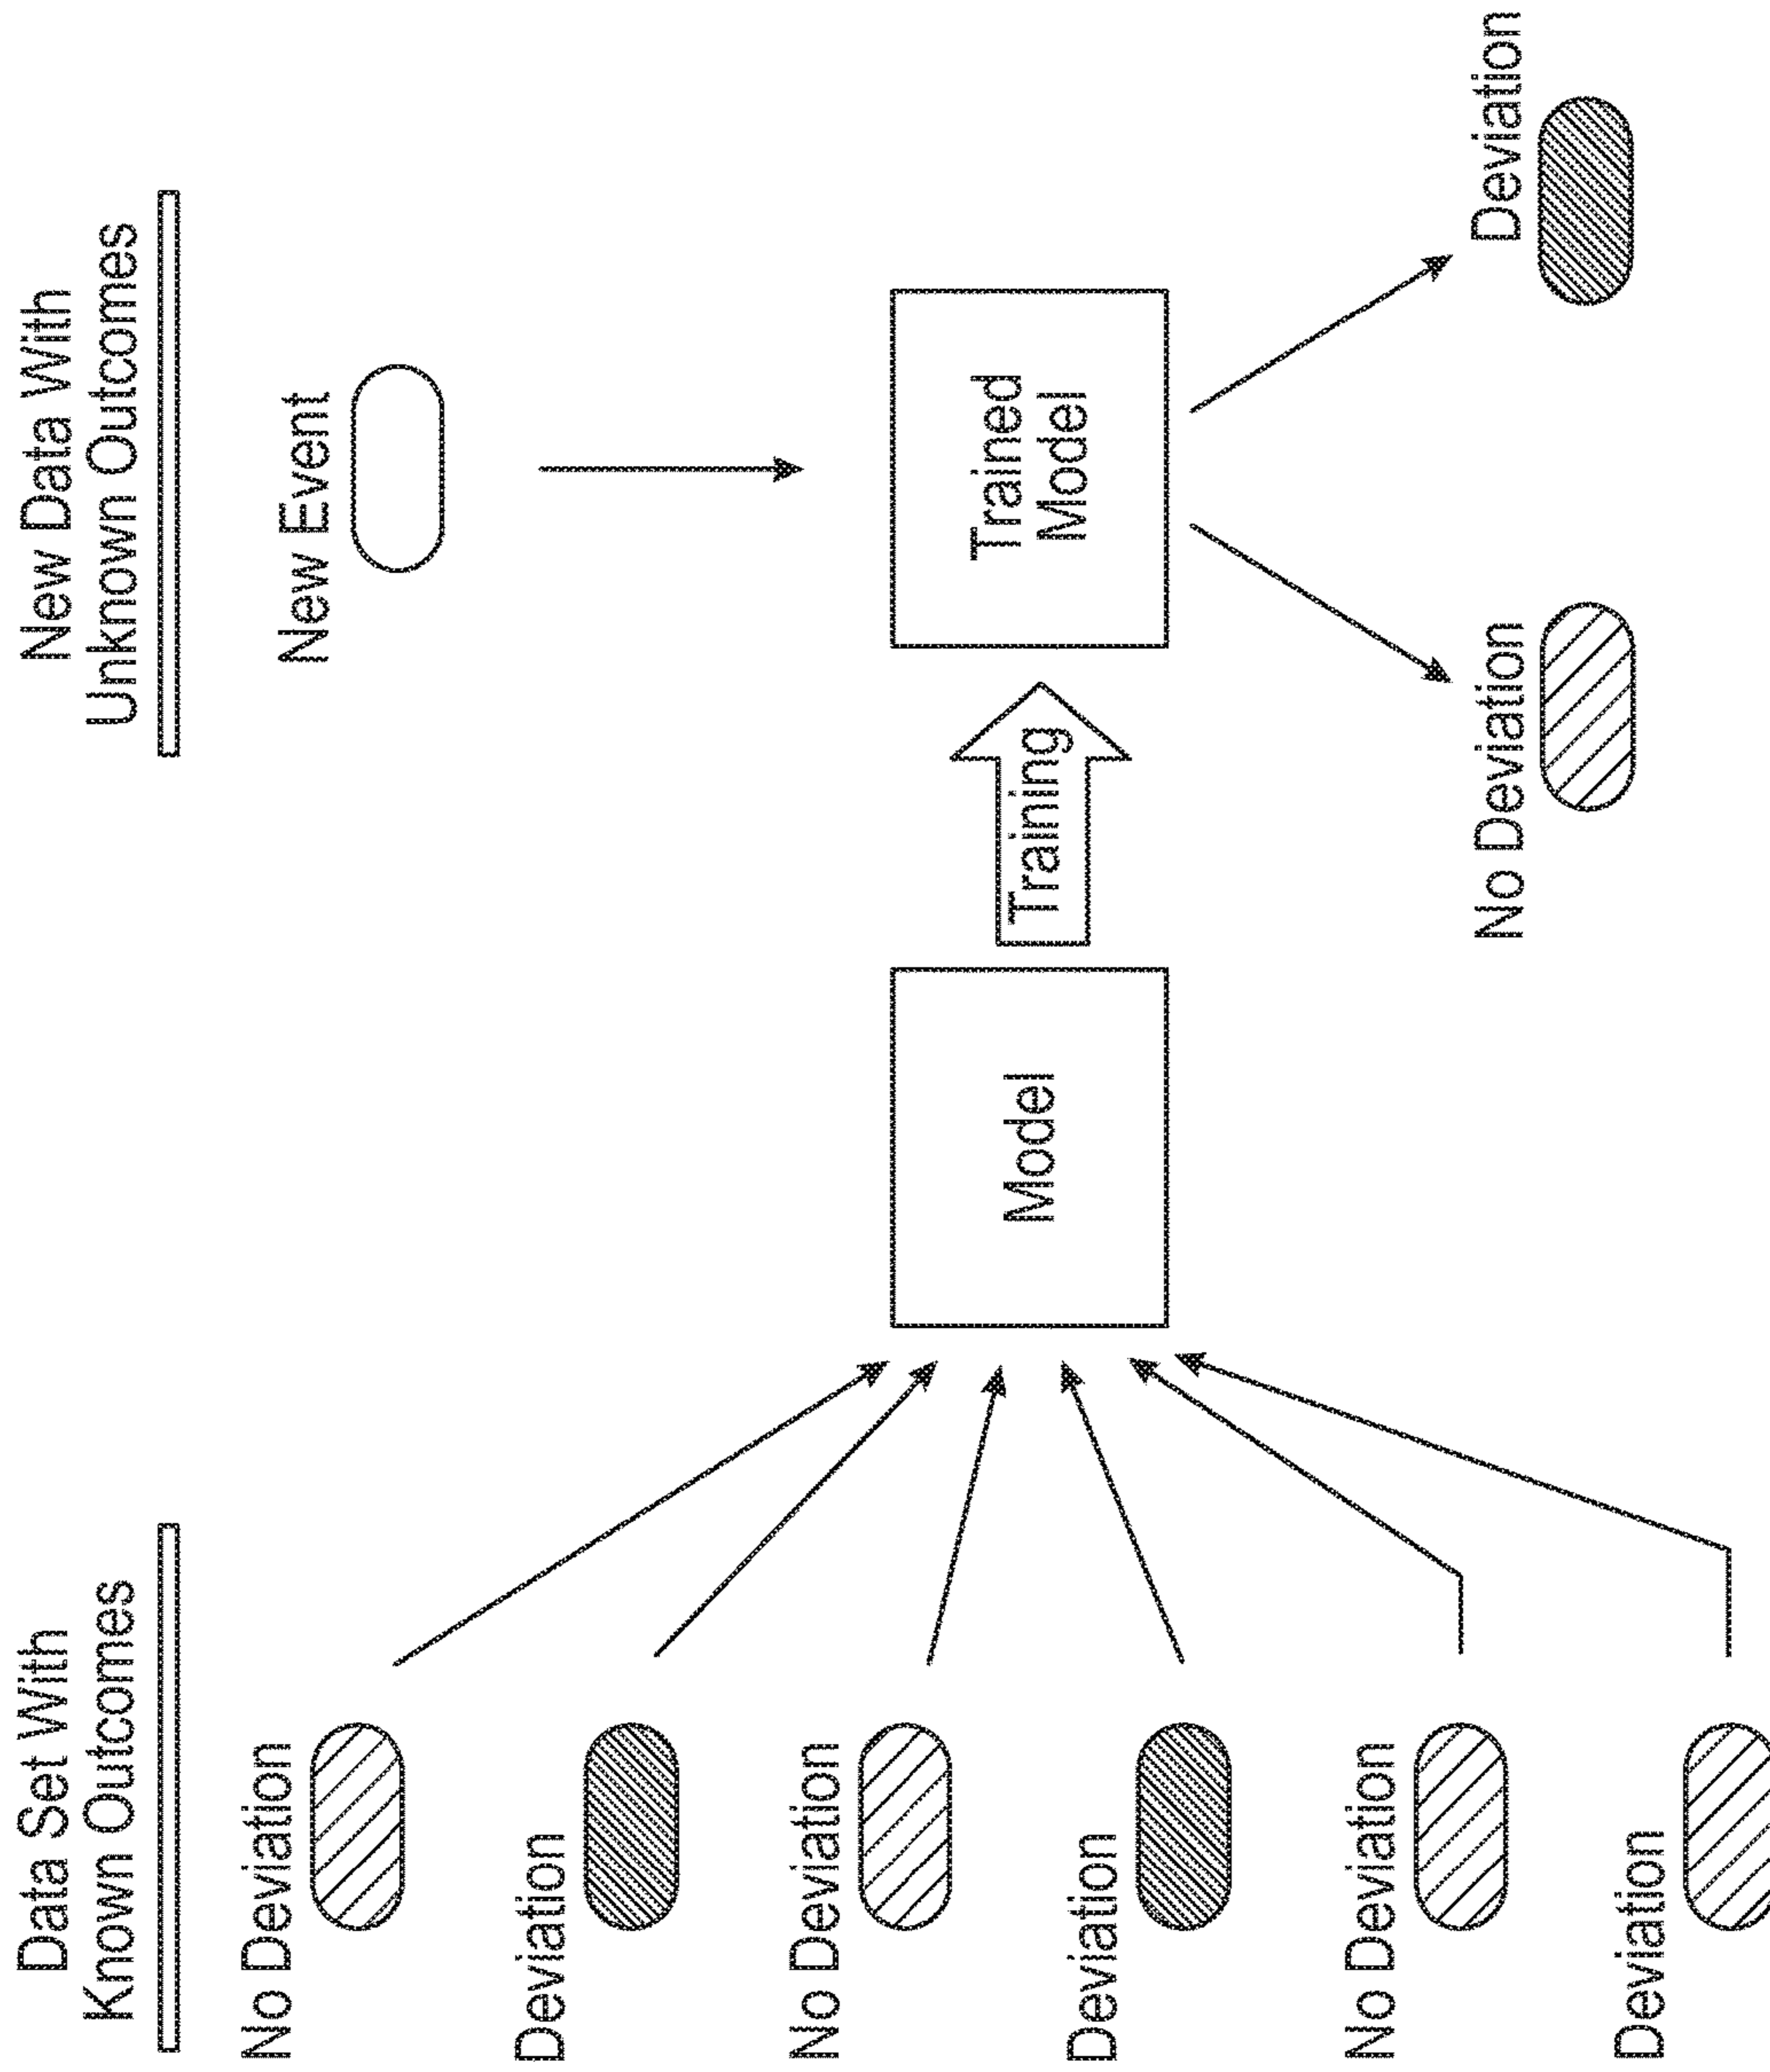 Data Set With
Known Outcomes
No Deviation
Deviation
No Deviation
Deviation
No Deviation
Deviation
Model
Training
New Data With
Unknown Outcomes
New Event
Trained
Model
No Deviation
Deviation